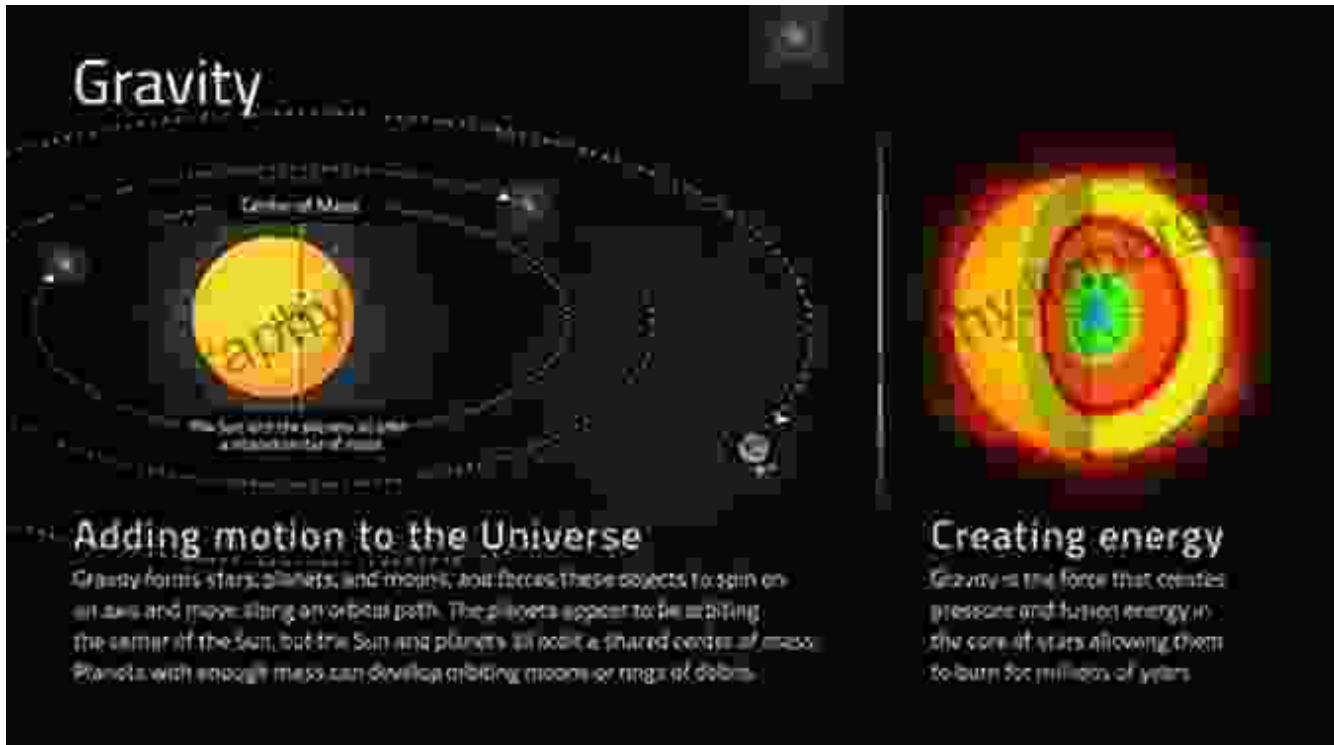 Gravity
Center of Mass
The Sun and the planets all orbit
a shared center of mass.
Adding motion to the Universe
Gravity forms stars, planets, and moons, and forces these objects to spin on
an axis and move along an orbital path. The planets appear to be orbiting
the center of the Sun, but the Sun and planets all orbit a shared center of mass.
Planets with enough mass can develop orbiting moons or rings of debris.
Creating energy
Gravity is the force that creates
pressure and fusion energy in
the core of stars allowing them
to burn for millions of years